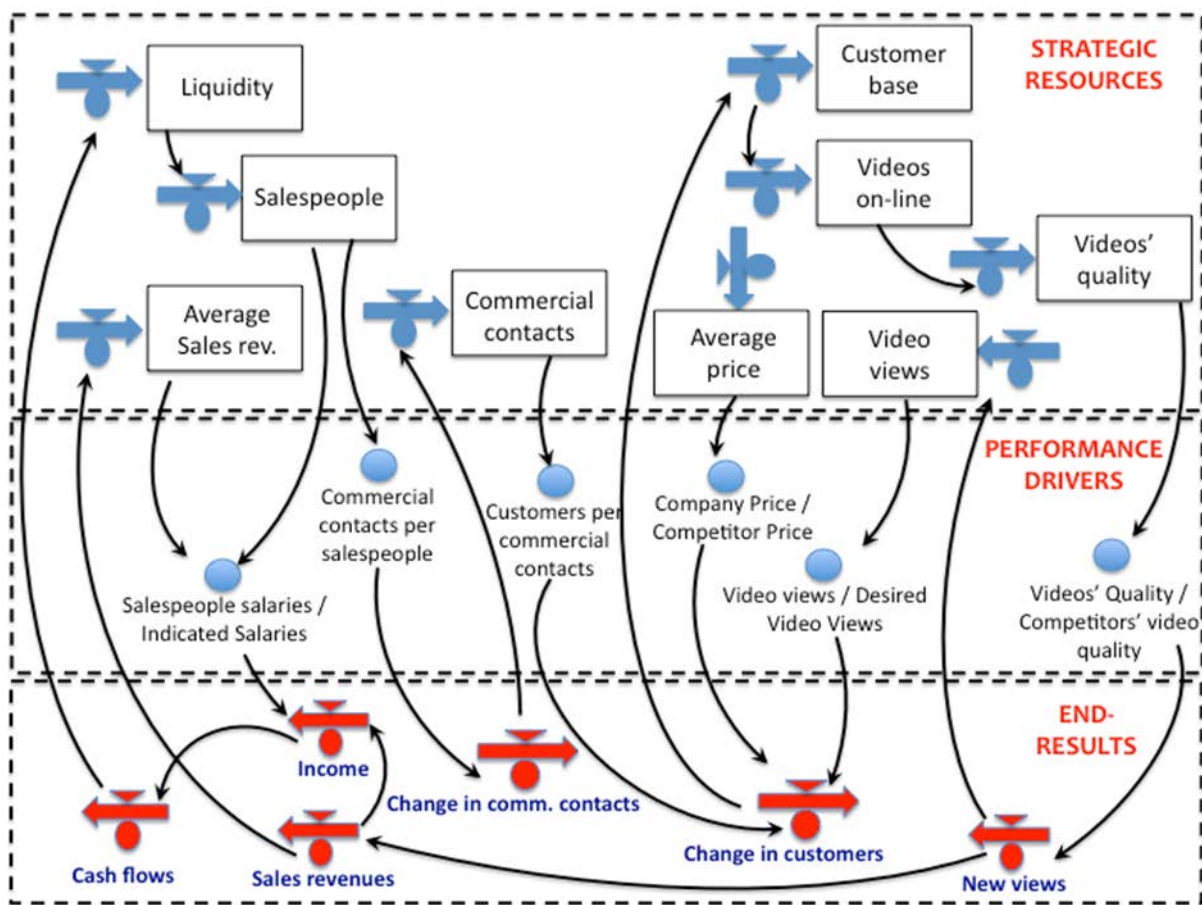 STRATEGIC
RESOURCES
Liquidity
Customer
base
Salespeople
Videos
on-line
Videos'
quality
Average
Sales rev.
Commercial
contacts
Average
price
Video
views
PERFORMANCE
DRIVERS
Commercial
contacts per
salespeople
Customers per
commercial
contacts
Company Price /
Competitor Price
Salespeople salaries /
Indicated Salaries
Video views / Desired
Video Views
Videos' Quality /
Competitors' video
quality
END-
RESULTS
Income
Change in comm. contacts
Cash flows
Sales revenues
Change in customers
New views